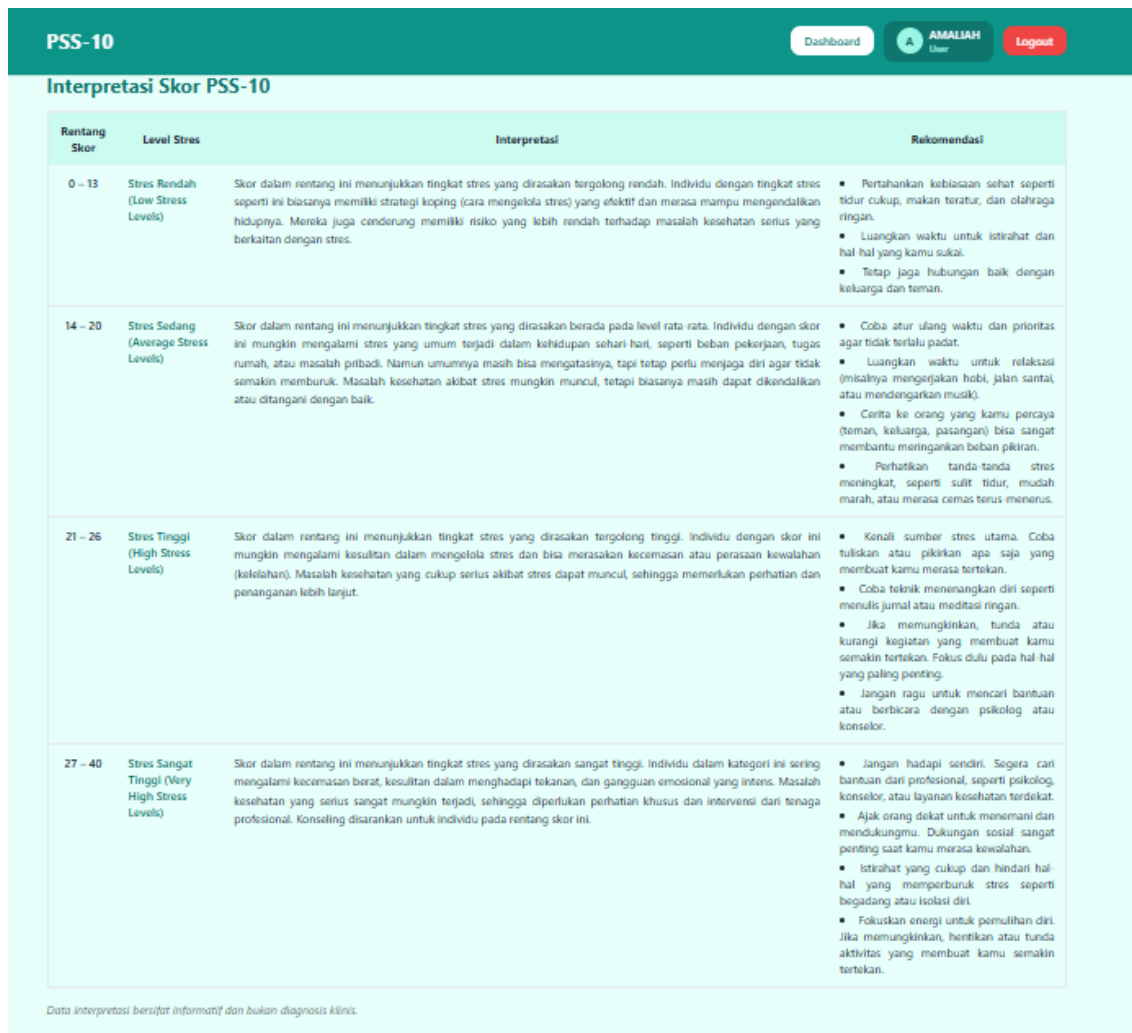 PSS-10
Dashboard
A
AMALIAH
User
Logout
Interpretasi Skor PSS-10
Rentang
Skor
Level Stres
Interpretasi
Rekomendasi
0 – 13
Stres Rendah
(Low Stress
Levels)
Skor dalam rentang ini menunjukkan tingkat stres yang dirasakan tergolong rendah. Individu dengan tingkat stres
seperti ini biasanya memiliki strategi koping (cara mengelola stres) yang efektif dan merasa mampu mengendalikan
hidupnya. Mereka juga cenderung memiliki risiko yang lebih rendah terhadap masalah kesehatan serius yang
berkaitan dengan stres.
• Pertahankan kebiasaan sehat seperti
tidur cukup, makan teratur, dan olahraga
ringan.
• Luangkan waktu untuk istirahat dan
hal-hal yang kamu sukai.
• Tetap jaga hubungan baik dengan
keluarga dan teman.
14 – 20
Stres Sedang
(Average Stress
Levels)
Skor dalam rentang ini menunjukkan tingkat stres yang dirasakan berada pada level rata-rata. Individu dengan skor
ini mungkin mengalami stres yang umum terjadi dalam kehidupan sehari-hari, seperti beban pekerjaan, tugas
rumah, atau masalah pribadi. Namun umumnya masih bisa mengatasinya, tapi tetap perlu menjaga diri agar tidak
semakin memburuk. Masalah kesehatan akibat stres mungkin muncul, tetapi biasanya masih dapat dikendalikan
atau ditangani dengan baik.
• Coba atur ulang waktu dan prioritas
agar tidak terlalu padat.
• Luangkan waktu untuk relaksasi
(misalnya mengerjakan hobi, jalan santai,
atau mendengarkan musik).
• Cerita ke orang yang kamu percaya
(teman, keluarga, pasangan) bisa sangat
membantu meringankan beban pikiran.
• Perhatikan tanda-tanda stres
meningkat, seperti sulit tidur, mudah
marah, atau merasa cemas terus-menerus.
21 – 26
Stres Tinggi
(High Stress
Levels)
Skor dalam rentang ini menunjukkan tingkat stres yang dirasakan tergolong tinggi. Individu dengan skor ini
mungkin mengalami kesulitan dalam mengelola stres dan bisa merasakan kecemasan atau perasaan kewalahan
(kelelahan). Masalah kesehatan yang cukup serius akibat stres dapat muncul, sehingga memerlukan perhatian dan
penanganan lebih lanjut.
• Kenali sumber stres utama. Coba
tuliskan atau pikirkan apa saja yang
membuat kamu merasa tertekan.
• Coba teknik menenangkan diri seperti
menulis jurnal atau meditasi ringan.
• Jika memungkinkan, tunda atau
kurangi kegiatan yang membuat kamu
semakin tertekan. Fokus dulu pada hal-hal
yang paling penting.
• Jangan ragu untuk mencari bantuan
atau berbicara dengan psikolog atau
konselor.
27 – 40
Stres Sangat
Tinggi (Very
High Stress
Levels)
Skor dalam rentang ini menunjukkan tingkat stres yang dirasakan sangat tinggi. Individu dalam kategori ini sering
mengalami kecemasan berat, kesulitan dalam menghadapi tekanan, dan gangguan emosional yang intens. Masalah
kesehatan yang serius sangat mungkin terjadi, sehingga diperlukan perhatian khusus dan intervensi dari tenaga
profesional. Konseling disarankan untuk individu pada rentang skor ini.
• Jangan hadapi sendiri. Segera cari
bantuan dari profesional, seperti psikolog,
konselor, atau layanan kesehatan terdekat.
• Ajak orang dekat untuk menemani dan
mendukungmu. Dukungan sosial sangat
penting saat kamu merasa kewalahan.
• Istirahat yang cukup dan hindari hal-
hal yang memperburuk stres seperti
begadang atau isolasi diri.
• Fokuskan energi untuk pemulihan diri.
Jika memungkinkan, hentikan atau tunda
aktivitas yang membuat kamu semakin
tertekan.
Data interpretasi bersifat informatif dan bukan diagnosis klinis.